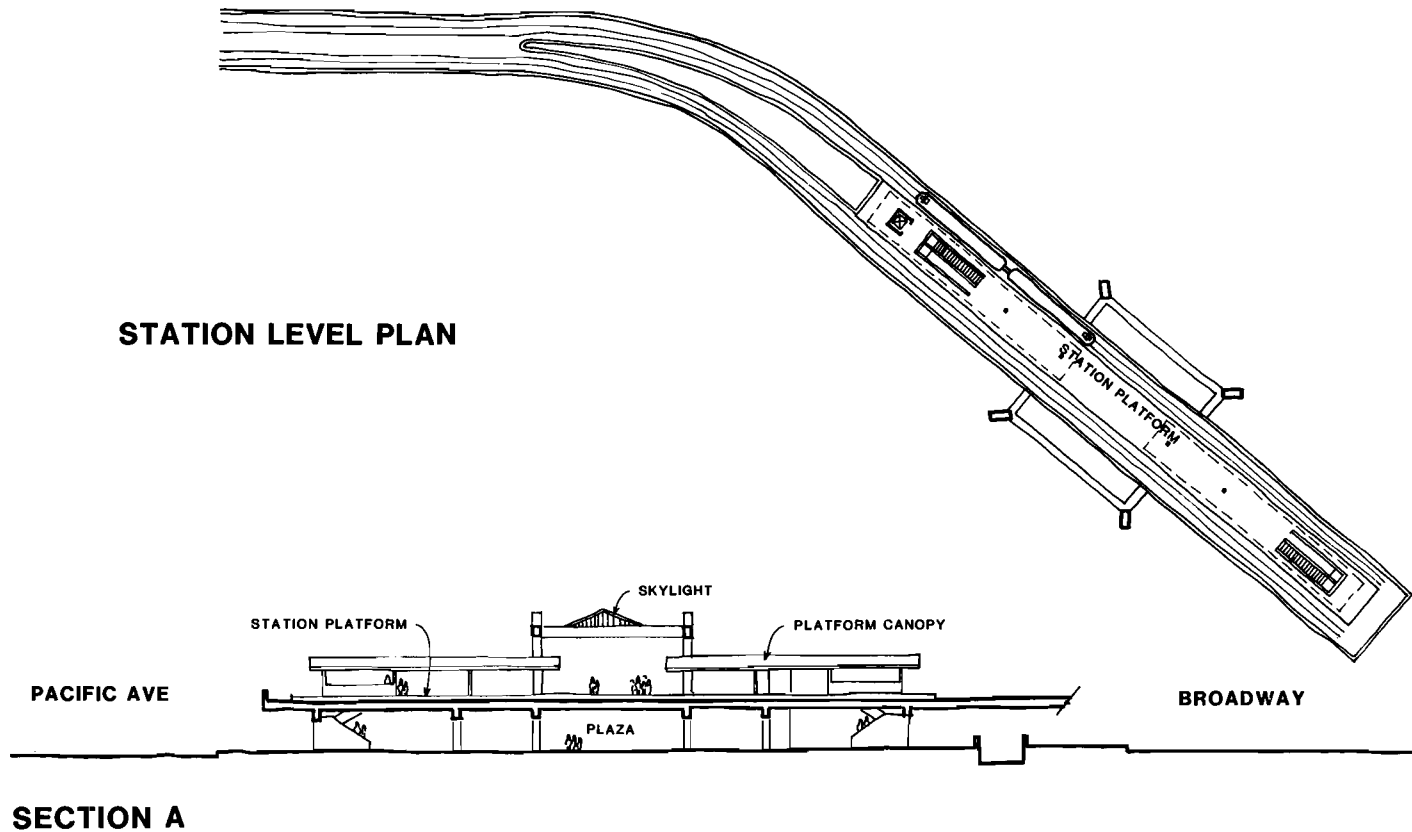 STATION LEVEL PLAN
STATION PLATFORM
SKYLIGHT
STATION PLATFORM
PLATFORM CANOPY
PACIFIC AVE
BROADWAY
PLAZA
SECTION A